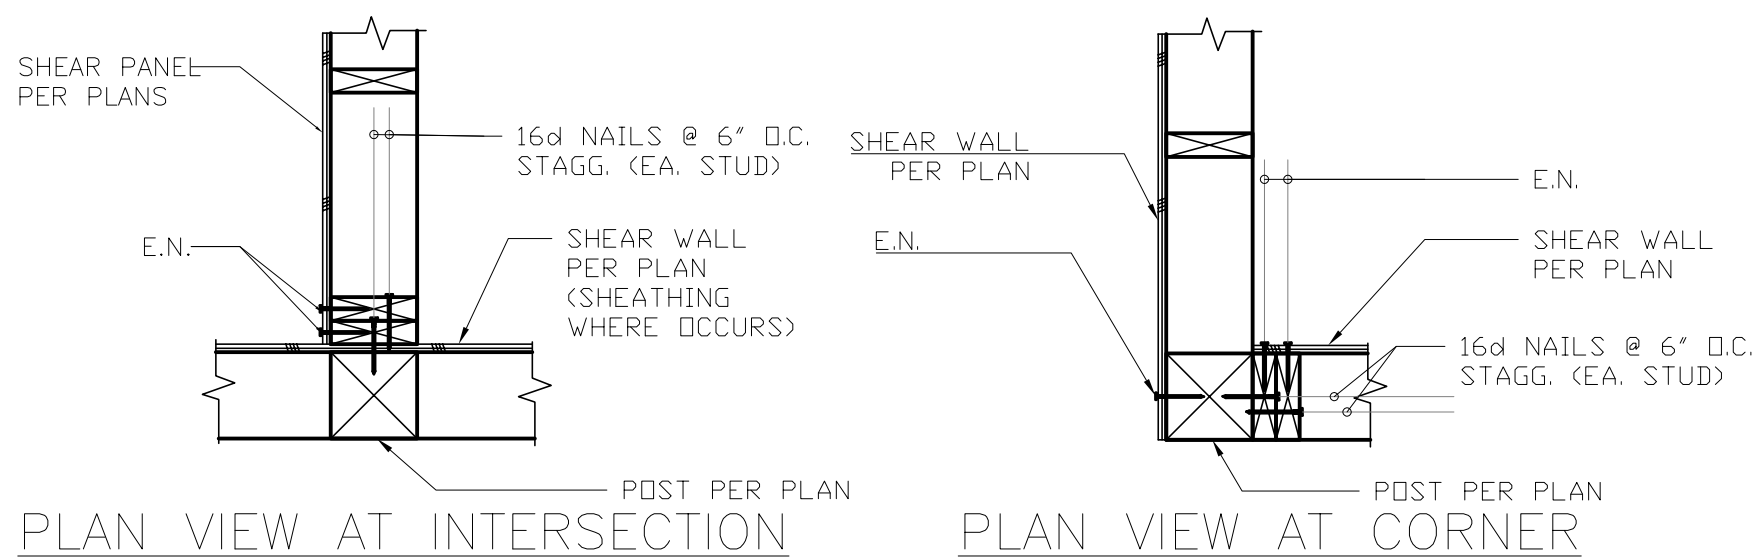 SHEAR PANEL
PER PLANS
16d NAILS @ 6" O.C.
STAGG. (EA. STUD)
E.N.
SHEAR WALL
PER PLAN
(SHEATHING
WHERE OCCURS)
POST PER PLAN
PLAN VIEW AT INTERSECTION
SHEAR WALL
PER PLAN
E.N.
E.N.
SHEAR WALL
PER PLAN
16d NAILS @ 6" O.C.
STAGG. (EA. STUD)
POST PER PLAN
PLAN VIEW AT CORNER